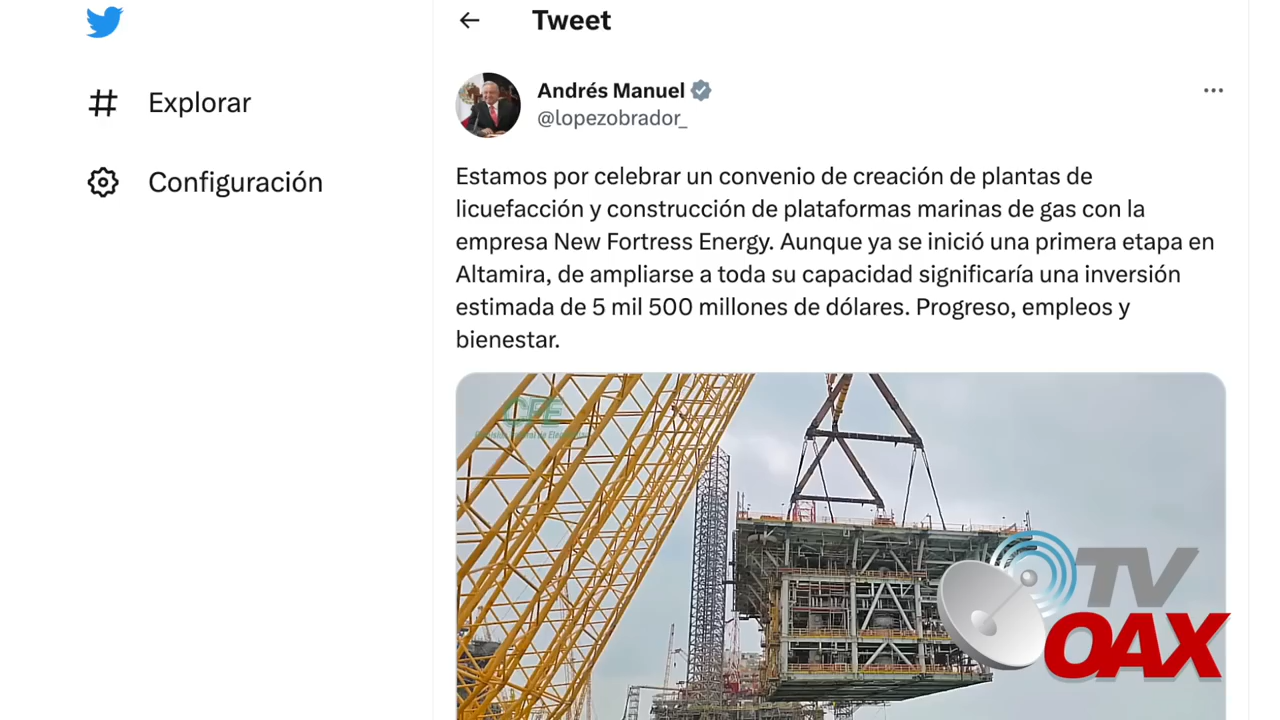 Tweet
Explorar
Configuración
Andrés Manuel
@lopezobrador_
Estamos por celebrar un convenio de creación de plantas de
licuefacción y construcción de plataformas marinas de gas con la
empresa New Fortress Energy. Aunque ya se inició una primera etapa en
Altamira, de ampliarse a toda su capacidad significaría una inversión
estimada de 5 mil 500 millones de dólares. Progreso, empleos y
bienestar.
CFE
TV
OAX